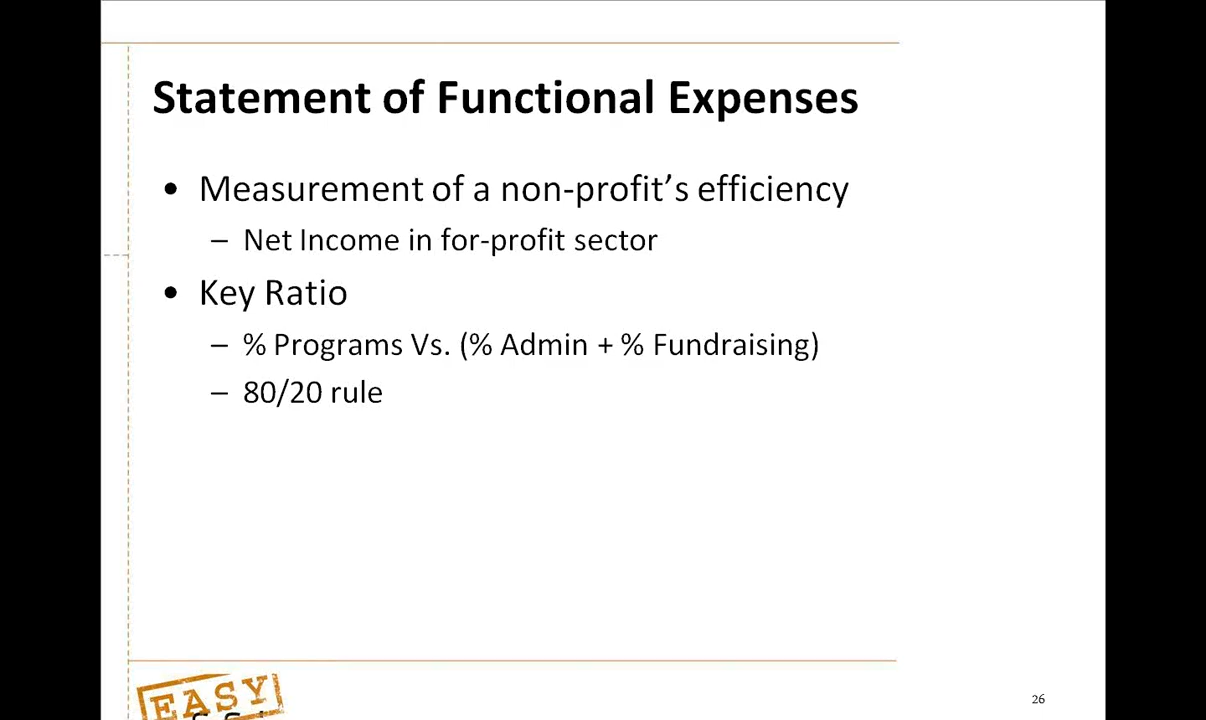 Statement of Functional Expenses
• Measurement of a non-profit’s efficiency
– Net Income in for-profit sector
• Key Ratio
– % Programs Vs. (% Admin + % Fundraising)
– 80/20 rule
EASY
26